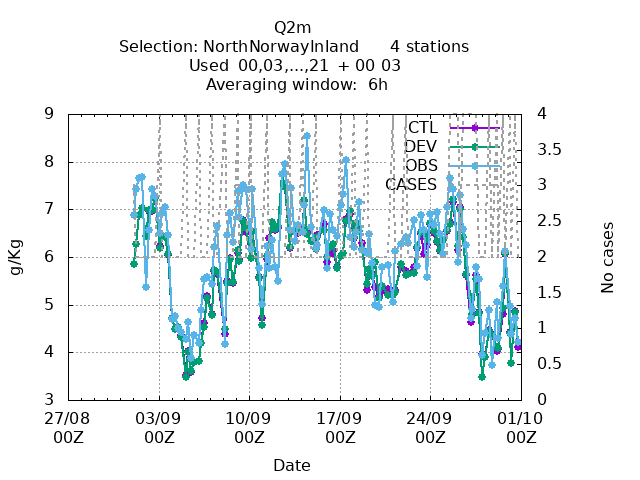 Q2m
Selection: NorthNorwayInland 4 stations
Used 00,03,...,21 + 00 03
Averaging window: 6h
9
8
7
6
5
4
3
4
3.5
3
2.5
2
1.5
1
0.5
0
CTL
DEV
OBS
CASES
g/Kg
No cases
27/08 03/09 10/09 17/09 24/09 01/10
00Z 00Z 00Z 00Z 00Z 00Z
Date